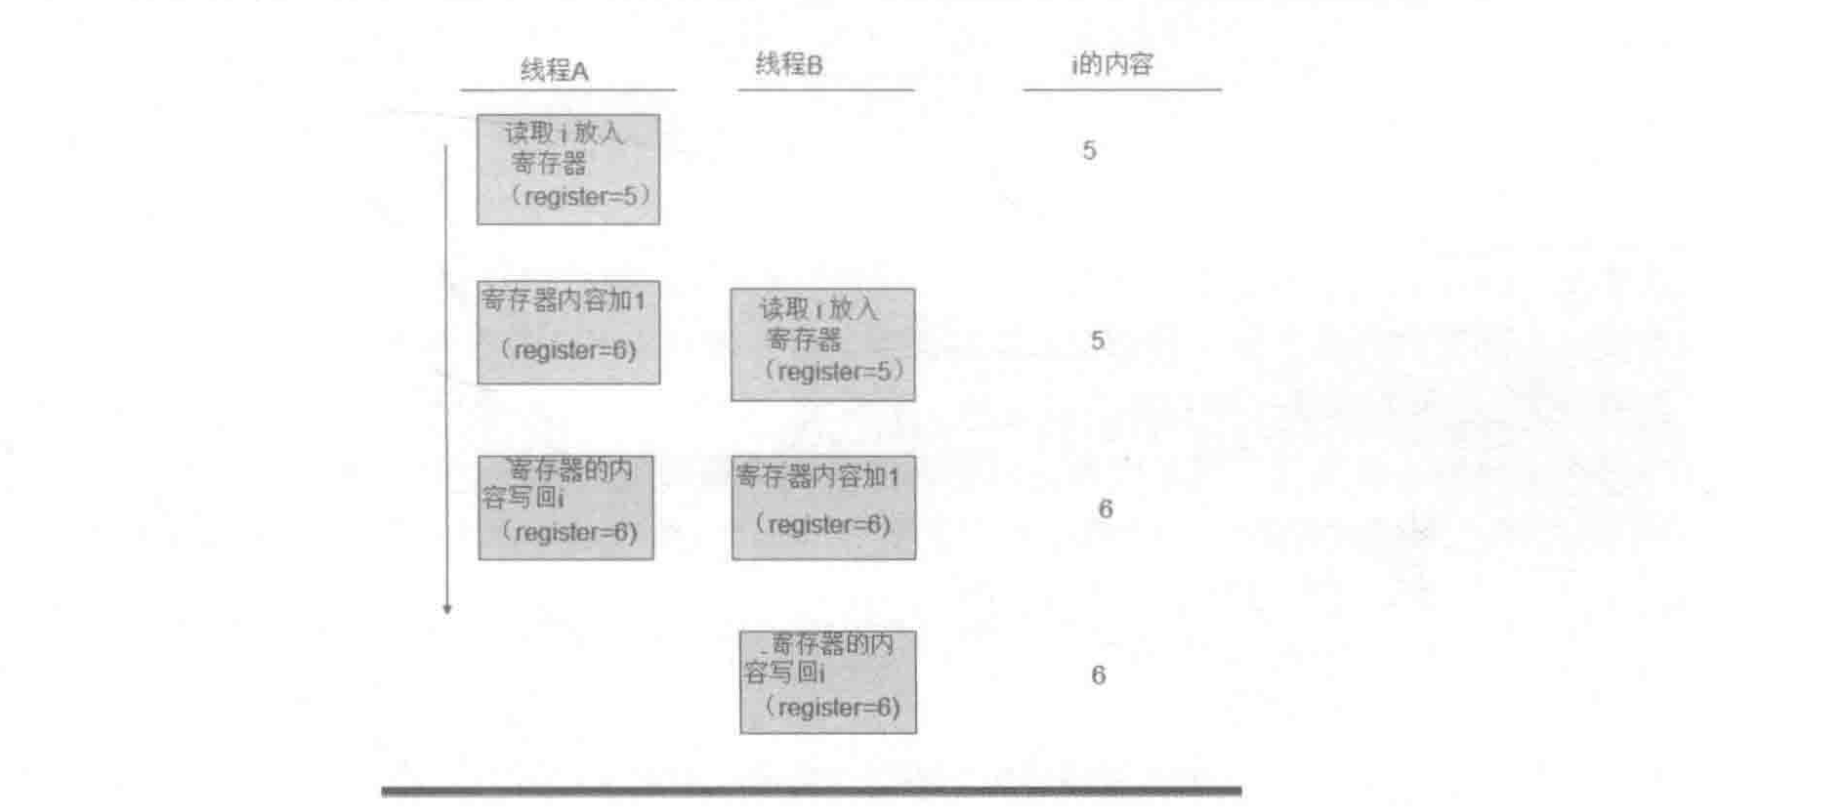 线程A
线程B
i的内容
读取 i 放入
寄存器
（register=5）
5
寄存器内容加1
（register=6)
读取 i 放入
寄存器
（register=5）
5
寄存器的内
容写回i
（register=6)
寄存器内容加1
（register=6)
6
寄存器的内
容写回i
（register=6)
6